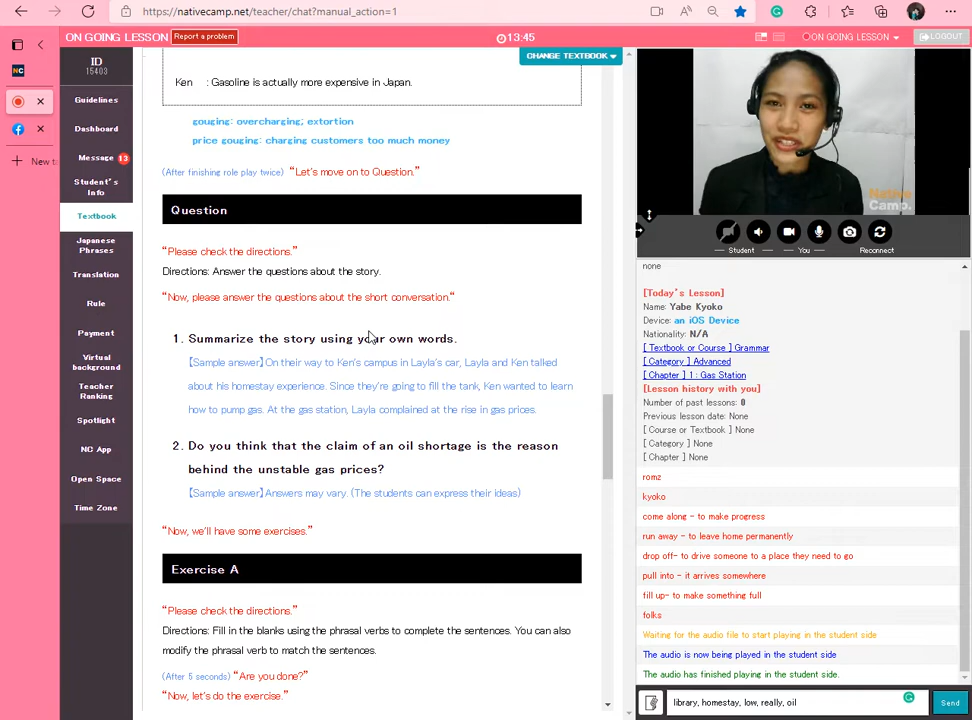 https://nativecamp.net/teacher/chat?manual_action=1
ON GOING LESSON
Report a problem
13:45
ON GOING LESSON
LOGOUT
ID
15403
Guidelines
Dashboard
Message 13
Student's
Info
Textbook
Japanese
Phrases
Translation
Rule
Payment
Virtual
background
Teacher
Ranking
Spotlight
NC App
Open Space
Time Zone
NC
New t
CHANGE TEXTBOOK
Ken : Gasoline is actually more expensive in Japan.
gouging: overcharging; extortion
price gouging: charging customers too much money
(After finishing role play twice) "Let's move on to Question."
Question
"Please check the directions."
Directions: Answer the questions about the story.
"Now, please answer the questions about the short conversation."
1. Summarize the story using your own words.
【Sample answer】On their way to Ken's campus in Layla's car, Layla and Ken talked
about his homestay experience. Since they're going to fill the tank, Ken wanted to learn
how to pump gas. At the gas station, Layla complained at the rise in gas prices.
2. Do you think that the claim of an oil shortage is the reason
behind the unstable gas prices?
【Sample answer】Answers may vary. (The students can express their ideas)
"Now, we'll have some exercises."
Exercise A
"Please check the directions."
Directions: Fill in the blanks using the phrasal verbs to complete the sentences. You can also
modify the phrasal verb to match the sentences.
(After 5 seconds) "Are you done?"
"Now, let's do the exercise."
Native
Camp.
Student
You
Reconnect
none
[Today's Lesson]
Name: Yabe Kyoko
Device: an iOS Device
Nationality: N/A
[ Textbook or Course ] Grammar
[ Category ] Advanced
[ Chapter ] 1 : Gas Station
[Lesson history with you]
Number of past lessons: 0
Previous lesson date: None
[ Course or Textbook ] None
[ Category ] None
[ Chapter ] None
romz
kyoko
come along - to make progress
run away - to leave home permanently
drop off- to drive someone to a place they need to go
pull into - it arrives somewhere
fill up- to make something full
folks
Waiting for the audio file to start playing in the student side
The audio is now being played in the student side
The audio has finished playing in the student side.
library, homestay, low, really, oil
Send